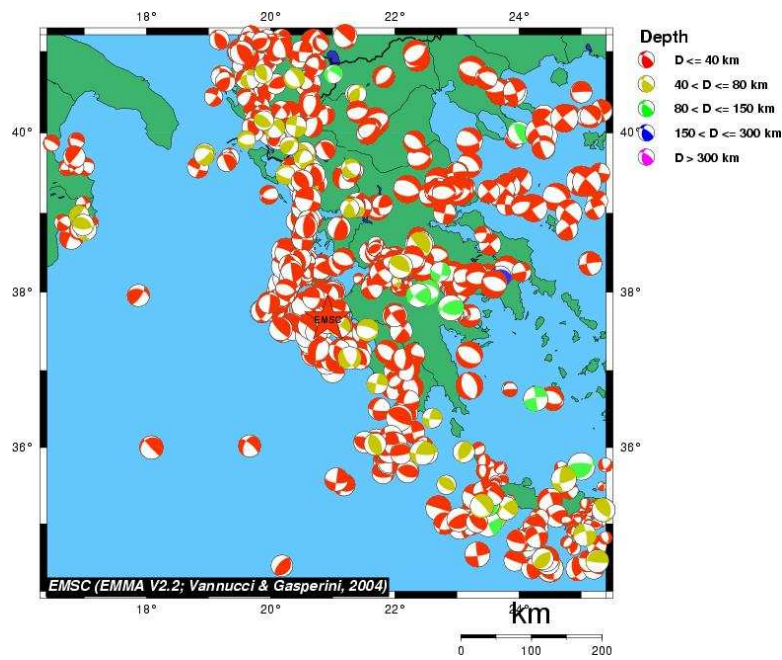 18° 20° 22° 24°
Depth
D <= 40 km
40 < D <= 80 km
80 < D <= 150 km
150 < D <= 300 km
D > 300 km
40° 40°
38° 38°
EMSC
36° 36°
EMSC (EMMA V2.2; Vannucci & Gasperini, 2004)
18° 20° 22° 24°
km
0 100 200